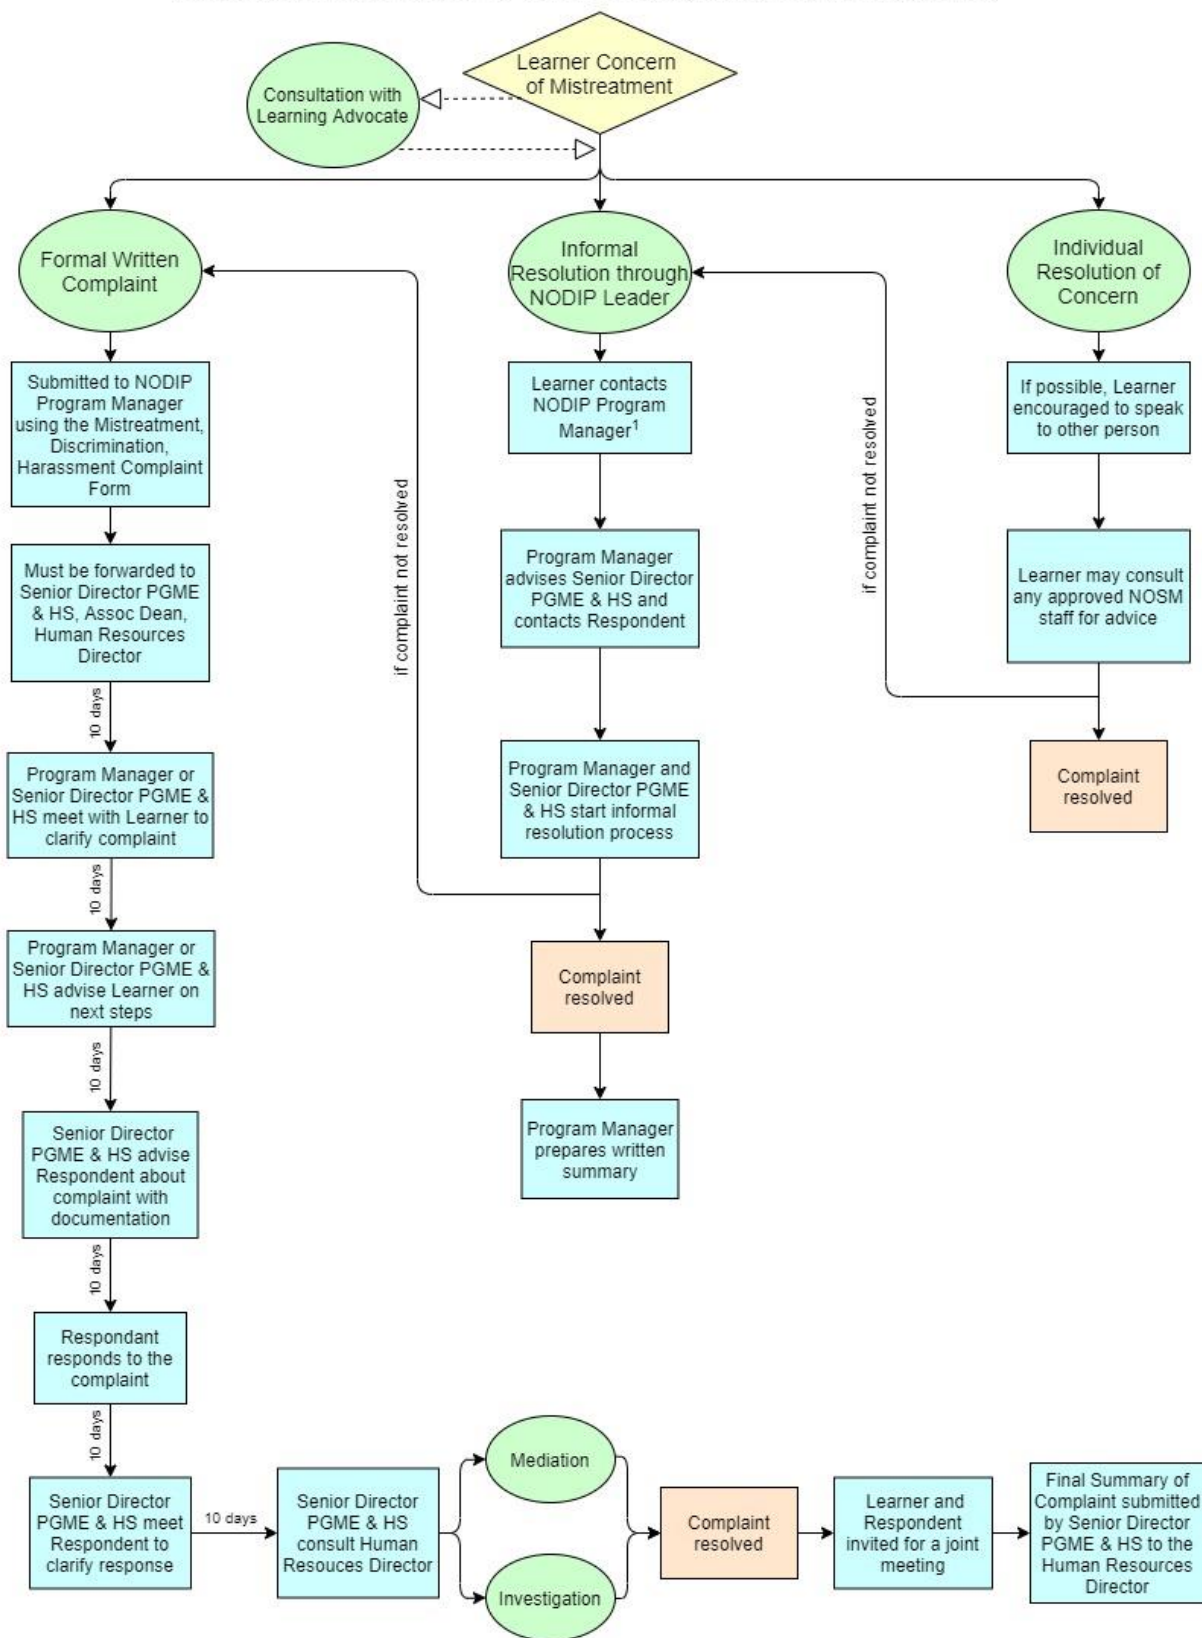 Learner Concern
of Mistreatment
Consultation with
Learning Advocate
Formal Written
Complaint
Informal
Resolution through
NODIP Leader
Individual
Resolution of
Concern
Submitted to NODIP
Program Manager
using the Mistreatment,
Discrimination,
Harassment Complaint
Form
Learner contacts
NODIP Program
Manager1
If possible, Learner
encouraged to speak
to other person
if complaint not resolved
if complaint not resolved
Must be forwarded to
Senior Director PGME
& HS, Assoc Dean,
Human Resources
Director
Program Manager
advises Senior Director
PGME & HS and
contacts Respondent
Learner may consult
any approved NOSM
staff for advice
10 days
Program Manager or
Senior Director PGME &
HS meet with Learner to
clarify complaint
Program Manager and
Senior Director PGME
& HS start informal
resolution process
Complaint
resolved
10 days
Program Manager or
Senior Director PGME &
HS advise Learner on
next steps
Complaint
resolved
10 days
Senior Director
PGME & HS advise
Respondent about
complaint with
documentation
Program Manager
prepares written
summary
10 days
Respondant
responds to the
complaint
10 days
Senior Director
PGME & HS meet
Respondent to
clarify response
10 days
Senior Director
PGME & HS
consult Human
Resouces Director
Mediation
Investigation
Complaint
resolved
Learner and
Respondent
invited for a joint
meeting
Final Summary of
Complaint submitted
by Senior Director
PGME & HS to the
Human Resources
Director